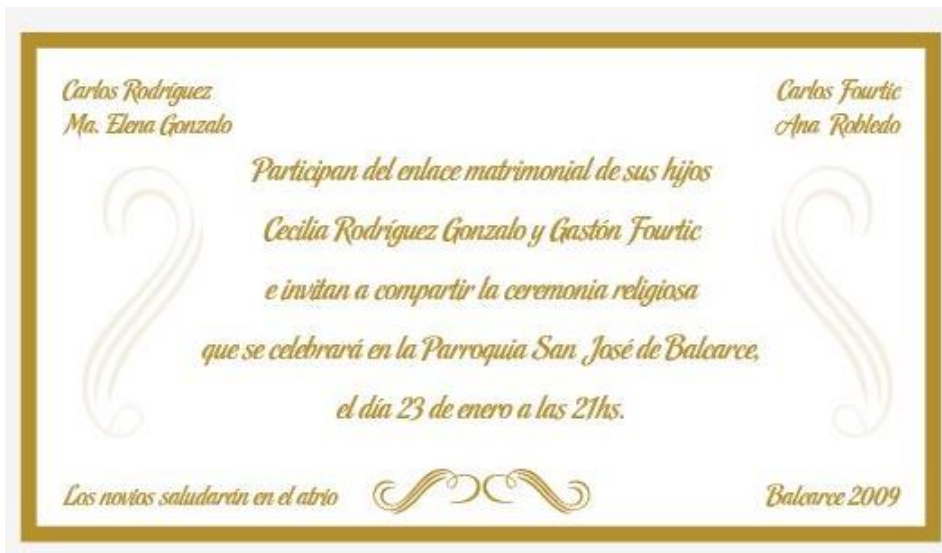 Carlos Rodríguez
Ma. Elena Gonzalo
Carlos Fourtic
Ana Robledo
Participan del enlace matrimonial de sus hijos
Cecilia Rodríguez Gonzalo y Gastón Fourtic
e invitan a compartir la ceremonia religiosa
que se celebrará en la Parroquia San José de Balcarce,
el día 23 de enero a las 21hs.
Los novios saludarán en el atrio
Balcarce 2009